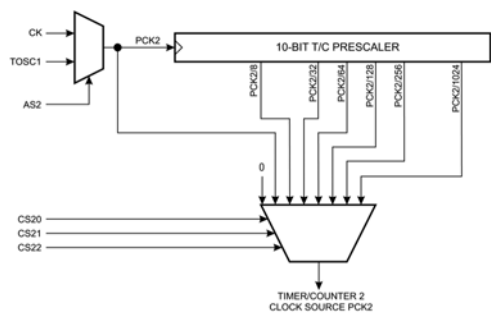 CK
PCK2
10-BIT T/C PRESCALER
TOSC1
AS2
PCK2/8
PCK2/32
PCK2/64
PCK2/128
PCK2/256
PCK2/1024
0
CS20
CS21
CS22
TIMER/COUNTER 2
CLOCK SOURCE PCK2